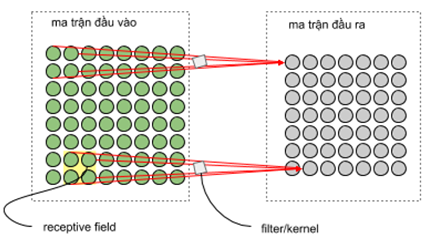 ma trận đầu vào
ma trận đầu ra
receptive field
filter/kernel